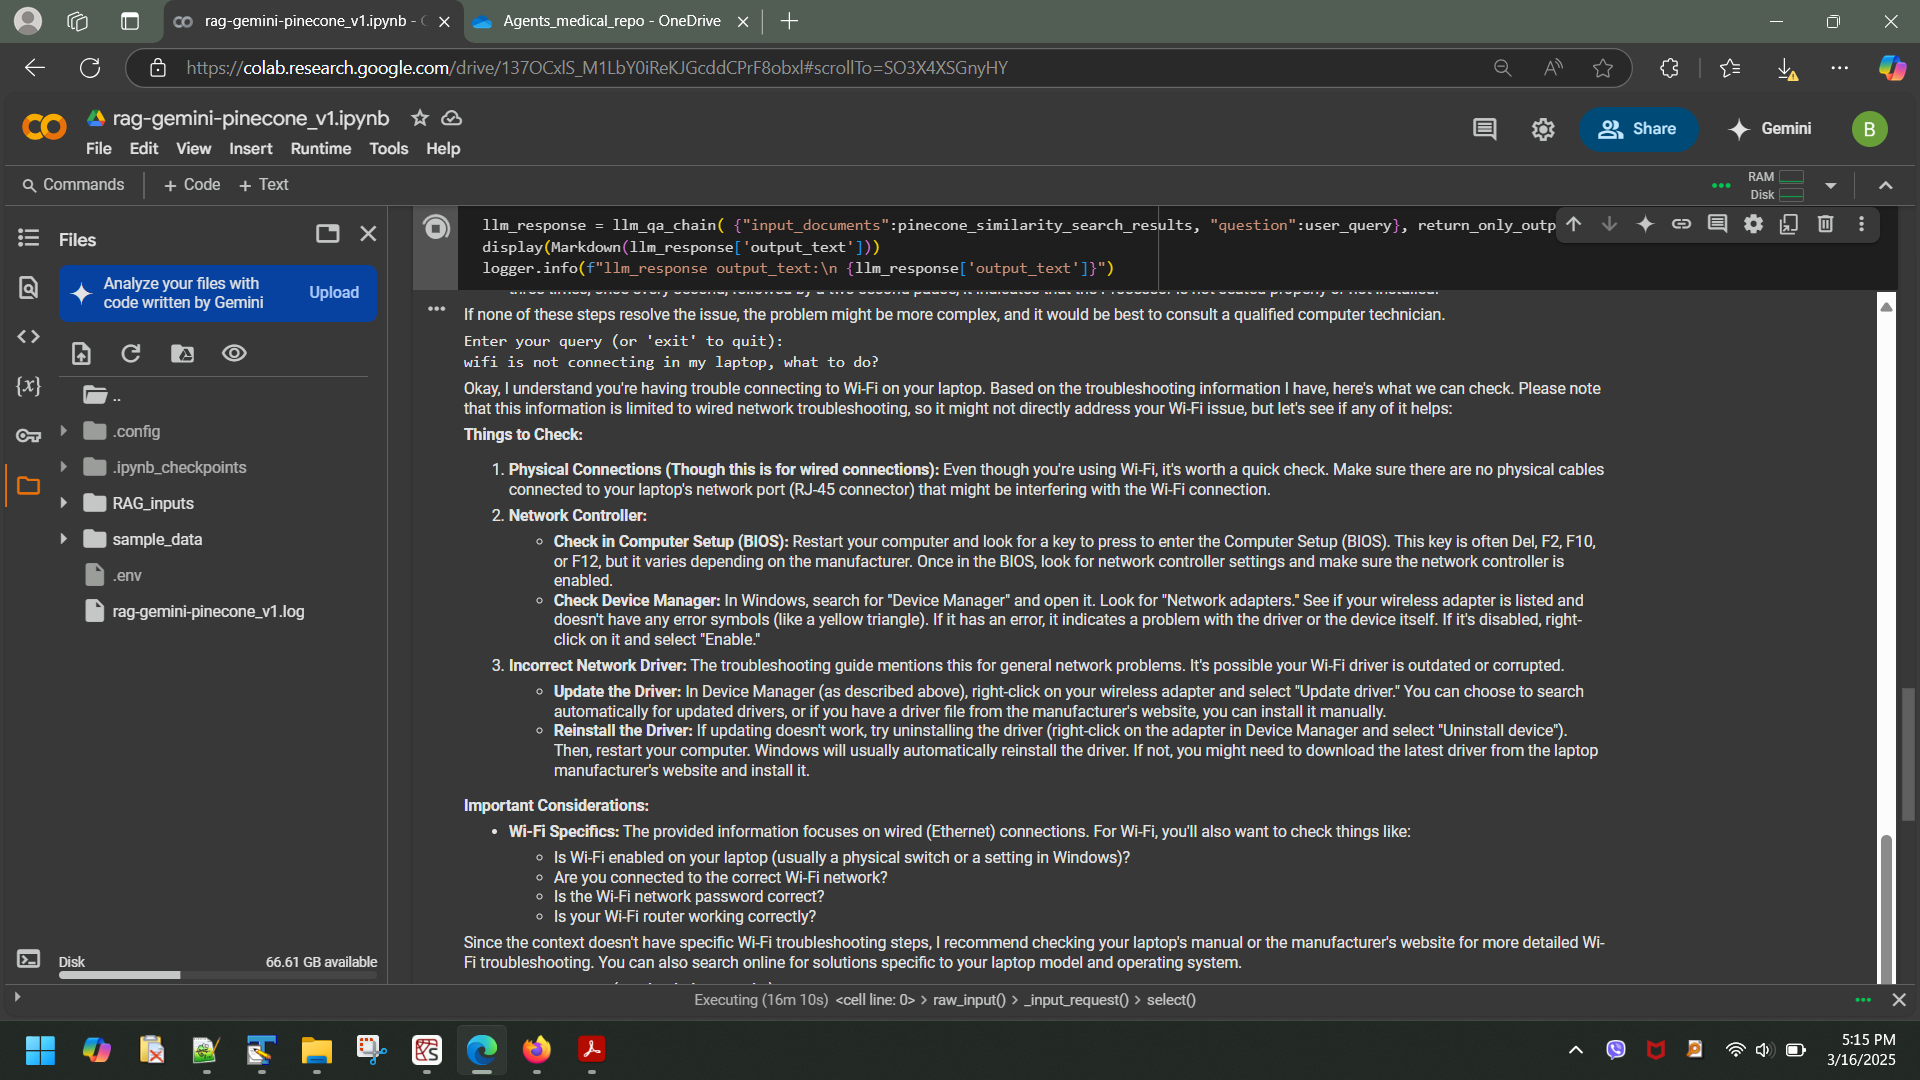 rag-gemini-pinecone_v1.ipynb - C
Agents_medical_repo - OneDrive
https://colab.research.google.com/drive/137OCxlS_M1LbY0iReKJGcddCPrF8obxl#scrollTo=SO3X4XSGnyHY
rag-gemini-pinecone_v1.ipynb
File Edit View Insert Runtime Tools Help
Share
Gemini
B
Commands + Code + Text
RAM
Disk
Files
Analyze your files with
code written by Gemini
Upload
..
.config
.ipynb_checkpoints
RAG_inputs
sample_data
.env
rag-gemini-pinecone_v1.log
Disk 66.61 GB available
llm_response = llm_qa_chain( {"input_documents":pinecone_similarity_search_results, "question":user_query}, return_only_outp
display(Markdown(llm_response['output_text']))
logger.info(f"llm_response output_text:\n {llm_response['output_text']}")
If none of these steps resolve the issue, the problem might be more complex, and it would be best to consult a qualified computer technician.
Enter your query (or 'exit' to quit):
wifi is not connecting in my laptop, what to do?
Okay, I understand you're having trouble connecting to Wi-Fi on your laptop. Based on the troubleshooting information I have, here's what we can check. Please note
that this information is limited to wired network troubleshooting, so it might not directly address your Wi-Fi issue, but let's see if any of it helps:
Things to Check:
1. Physical Connections (Though this is for wired connections): Even though you're using Wi-Fi, it's worth a quick check. Make sure there are no physical cables
connected to your laptop's network port (RJ-45 connector) that might be interfering with the Wi-Fi connection.
2. Network Controller:
◦ Check in Computer Setup (BIOS): Restart your computer and look for a key to press to enter the Computer Setup (BIOS). This key is often Del, F2, F10,
or F12, but it varies depending on the manufacturer. Once in the BIOS, look for network controller settings and make sure the network controller is
enabled.
◦ Check Device Manager: In Windows, search for "Device Manager" and open it. Look for "Network adapters." See if your wireless adapter is listed and
doesn't have any error symbols (like a yellow triangle). If it has an error, it indicates a problem with the driver or the device itself. If it's disabled, right-
click on it and select "Enable."
3. Incorrect Network Driver: The troubleshooting guide mentions this for general network problems. It's possible your Wi-Fi driver is outdated or corrupted.
◦ Update the Driver: In Device Manager (as described above), right-click on your wireless adapter and select "Update driver." You can choose to search
automatically for updated drivers, or if you have a driver file from the manufacturer's website, you can install it manually.
◦ Reinstall the Driver: If updating doesn't work, try uninstalling the driver (right-click on the adapter in Device Manager and select "Uninstall device").
Then, restart your computer. Windows will usually automatically reinstall the driver. If not, you might need to download the latest driver from the laptop
manufacturer's website and install it.
Important Considerations:
• Wi-Fi Specifics: The provided information focuses on wired (Ethernet) connections. For Wi-Fi, you'll also want to check things like:
◦ Is Wi-Fi enabled on your laptop (usually a physical switch or a setting in Windows)?
◦ Are you connected to the correct Wi-Fi network?
◦ Is the Wi-Fi network password correct?
◦ Is your Wi-Fi router working correctly?
Since the context doesn't have specific Wi-Fi troubleshooting steps, I recommend checking your laptop's manual or the manufacturer's website for more detailed Wi-
Fi troubleshooting. You can also search online for solutions specific to your laptop model and operating system.
Executing (16m 10s) <cell line: 0> > raw_input() > _input_request() > select()
5:15 PM
3/16/2025